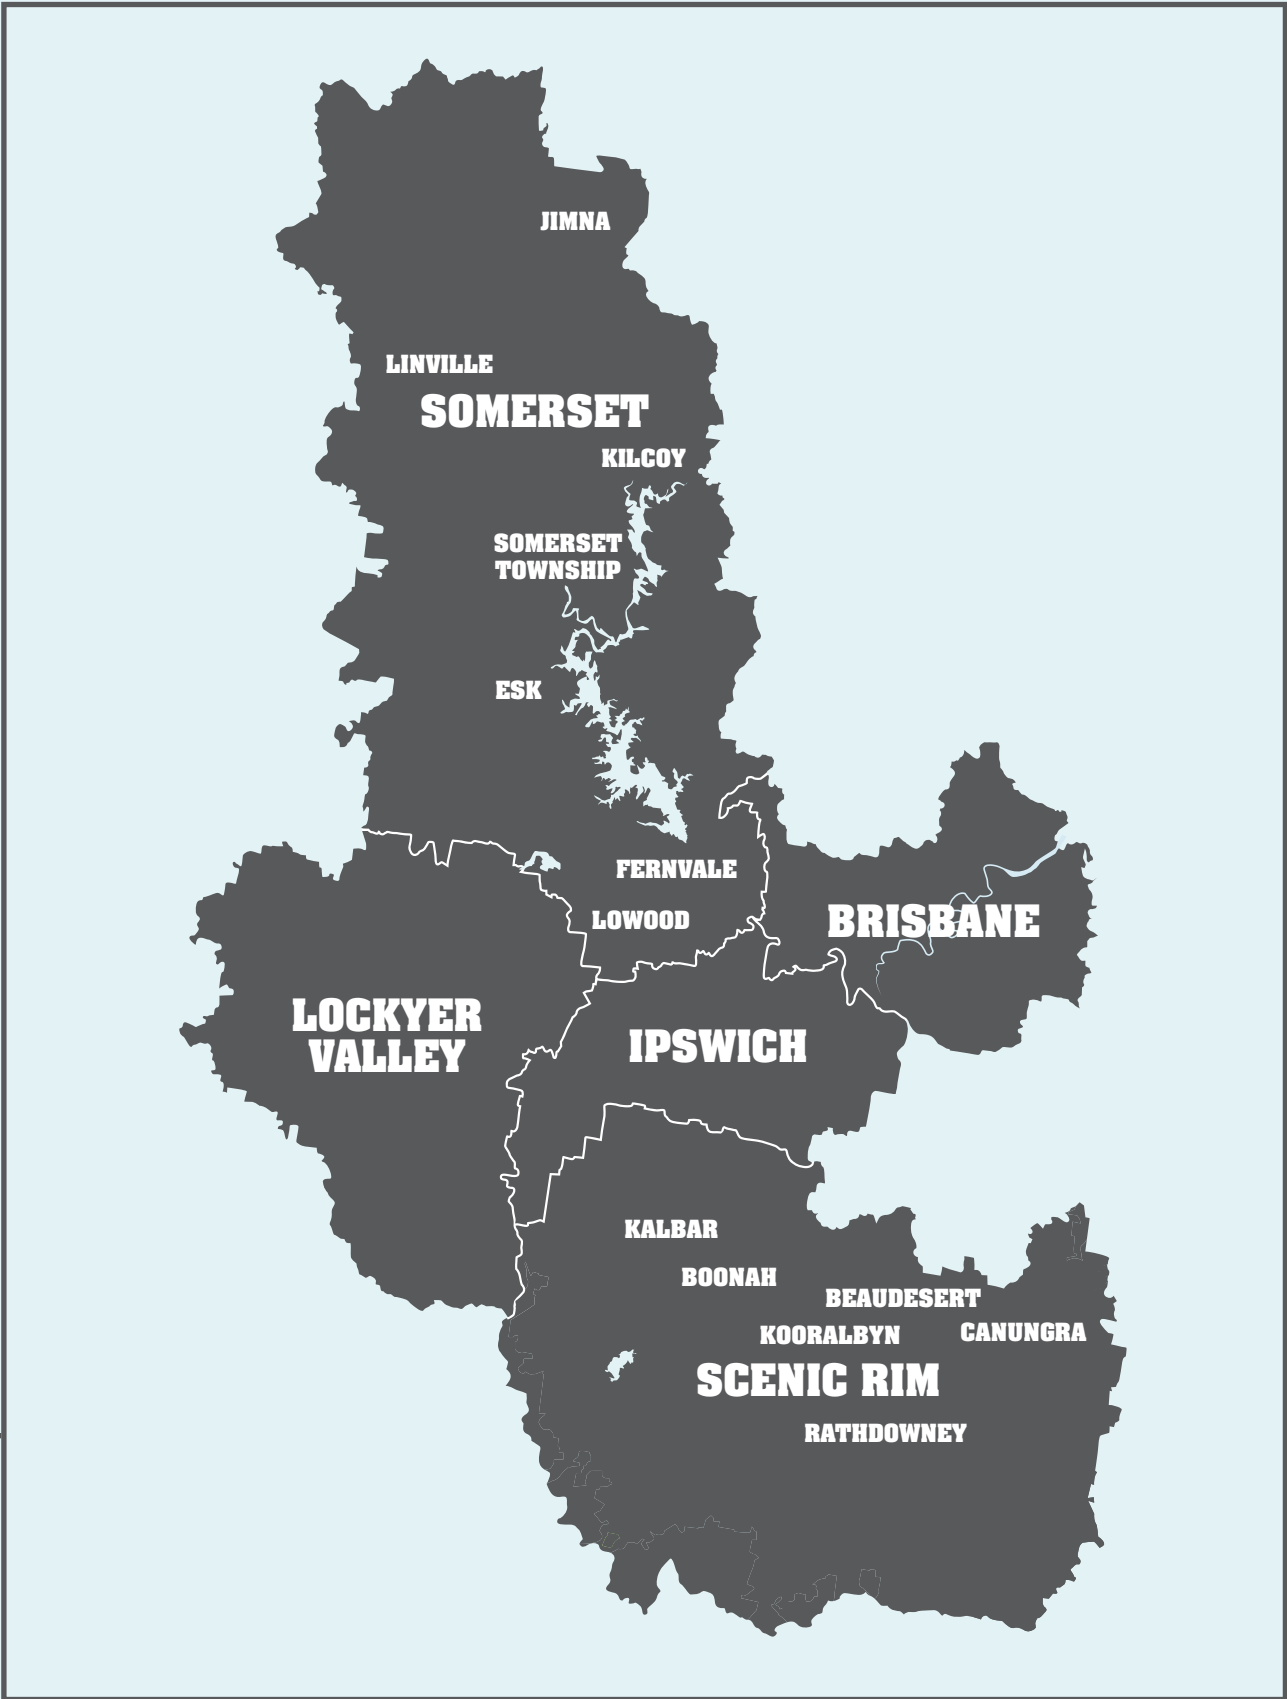 JIMNA
LINVILLE
SOMERSET
KILCOY
SOMERSET
TOWNSHIP
ESK
FERNVALE
LOWOOD
BRISBANE
LOCKYER
VALLEY
IPSWICH
KALBAR
BOONAH
BEAUDESERT
KOORALBYN
CANUNGRA
SCENIC RIM
RATHDOWNEY